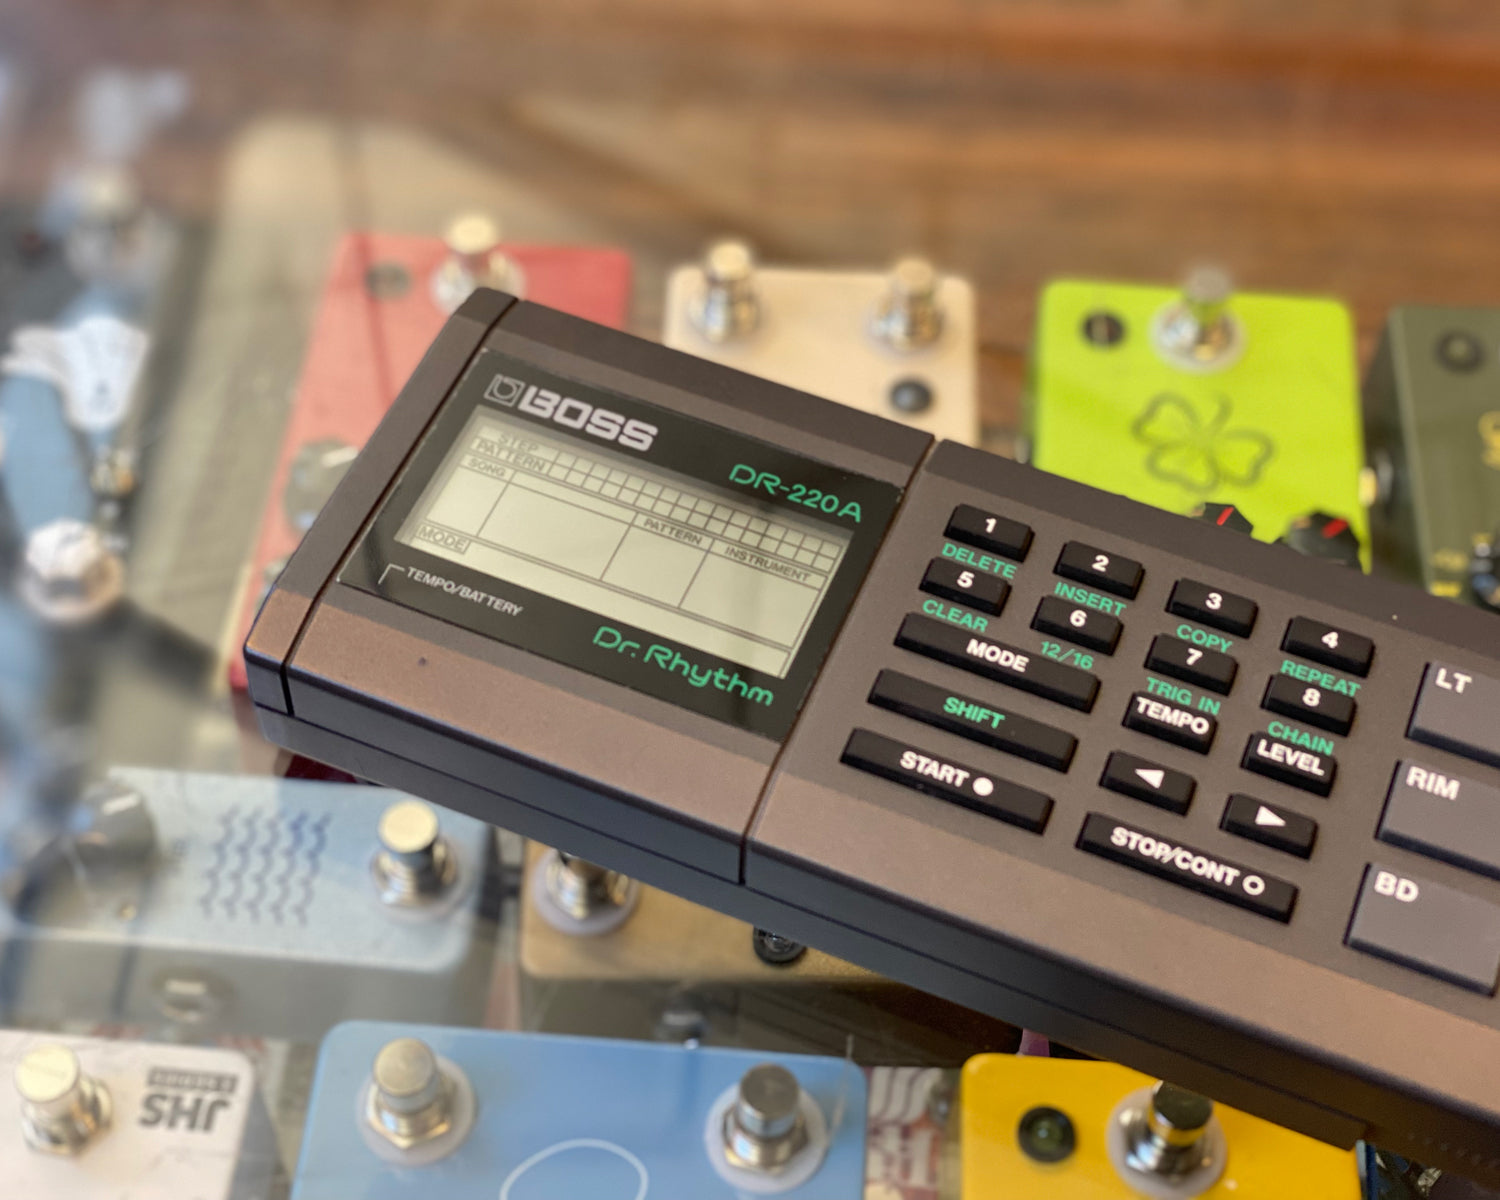 BOSS
DR-220A
STEP
PATTERN
SONG
PATTERN
INSTRUMENT
MODE
TEMPO/BATTERY
Dr. Rhythm
1
2
3
4
DELETE
INSERT
COPY
REPEAT
5
6
7
8
CLEAR
12/16
TRIG IN
CHAIN
MODE
TEMPO
LEVEL
SHIFT
START
STOP/CONT
LT
RIM
BD
JHS